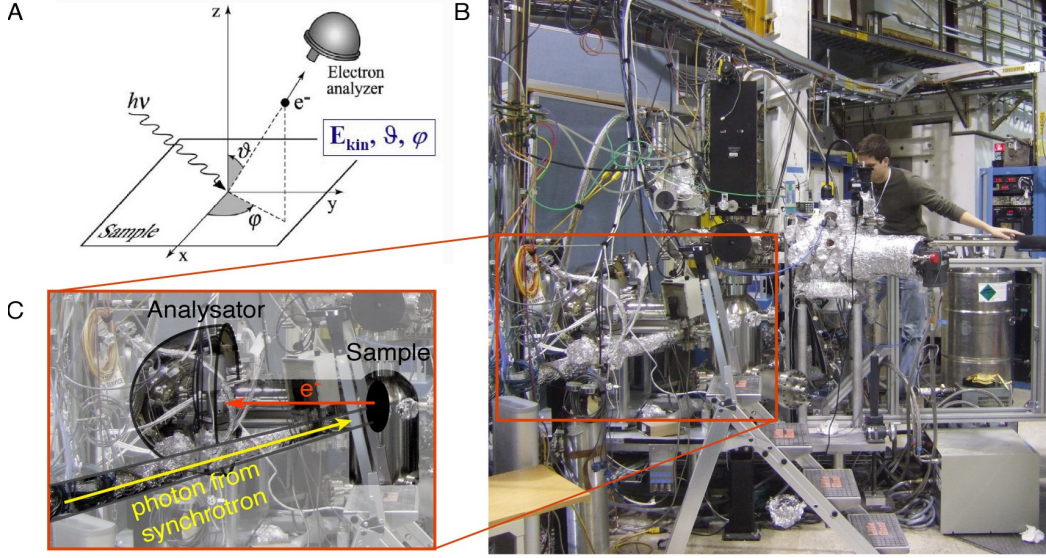 A
z
Electron
analyzer
hν
e-
E_kin, ϑ, φ
ϑ
y
φ
Sample
x
B
C
Analysator
Sample
e-
photon from
synchrotron